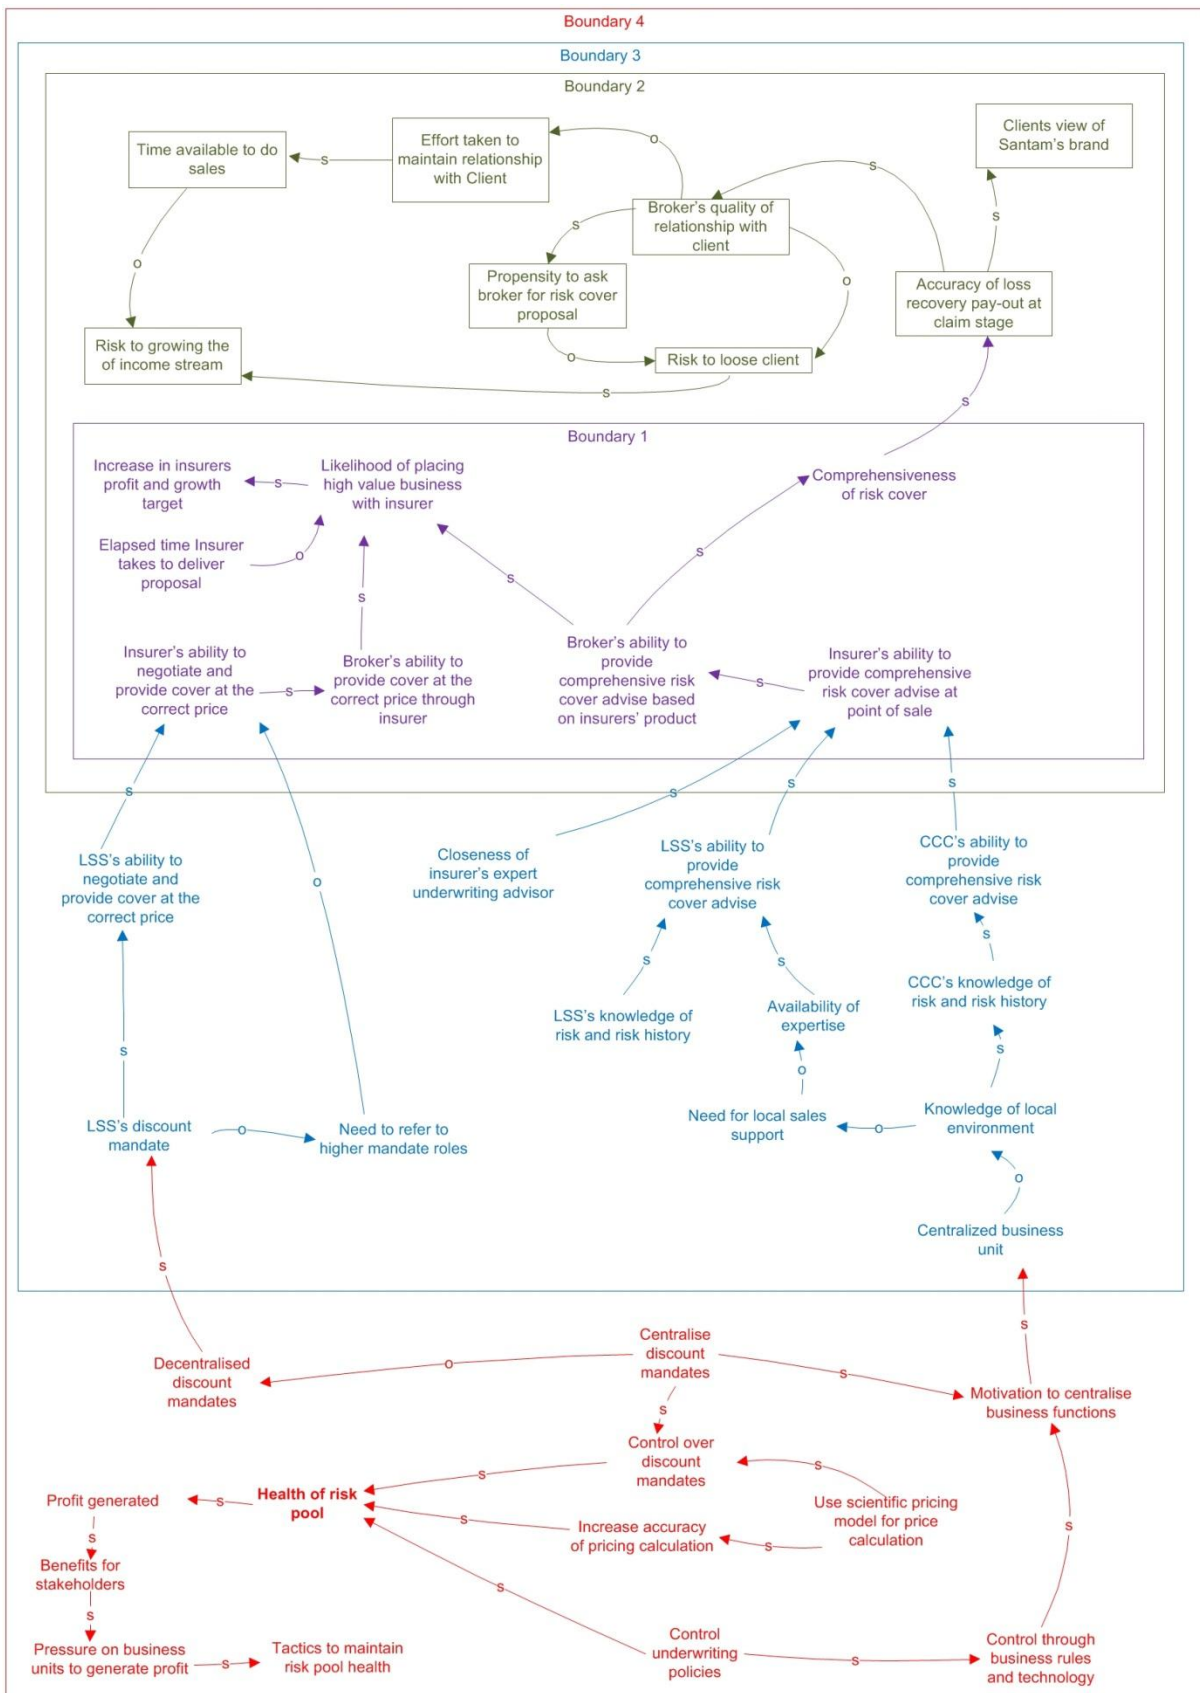 Boundary 4
Boundary 3
Boundary 2
Clients view of
Santam's brand
Effort taken to
maintain relationship
with Client
Time available to do
sales
s
o
s
s
Broker's quality of
relationship with
client
s
o
Propensity to ask
broker for risk cover
proposal
o
Accuracy of loss
recovery pay-out at
claim stage
Risk to growing the
of income stream
o
Risk to loose client
s
s
Boundary 1
Increase in insurers
profit and growth
target
s
Likelihood of placing
high value business
with insurer
Comprehensiveness
of risk cover
Elapsed time Insurer
takes to deliver
proposal
o
s
s
s
Insurer's ability to
negotiate and
provide cover at the
correct price
s
Broker's ability to
provide cover at the
correct price through
insurer
Broker's ability to
provide
comprehensive risk
cover advise based
on insurers' product
s
Insurer's ability to
provide comprehensive
risk cover advise at
point of sale
s
s
s
s
LSS's ability to
negotiate and
provide cover at the
correct price
o
Closeness of
insurer's expert
underwriting advisor
LSS's ability to
provide
comprehensive risk
cover advise
CCC's ability to
provide
comprehensive risk
cover advise
s
s
s
LSS's knowledge of
risk and risk history
Availability of
expertise
CCC's knowledge of
risk and risk history
s
o
s
LSS's discount
mandate
o
Need to refer to
higher mandate roles
Need for local sales
support
o
Knowledge of local
environment
o
Centralized business
unit
s
s
Decentralised
discount
mandates
o
Centralise
discount
mandates
s
Motivation to centralise
business functions
s
Control over
discount
mandates
s
s
Profit generated
s
Health of risk
pool
s
Increase accuracy
of pricing calculation
s
Use scientific pricing
model for price
calculation
s
s
Benefits for
stakeholders
s
s
Pressure on business
units to generate profit
s
Tactics to maintain
risk pool health
Control
underwriting
policies
s
Control through
business rules
and technology